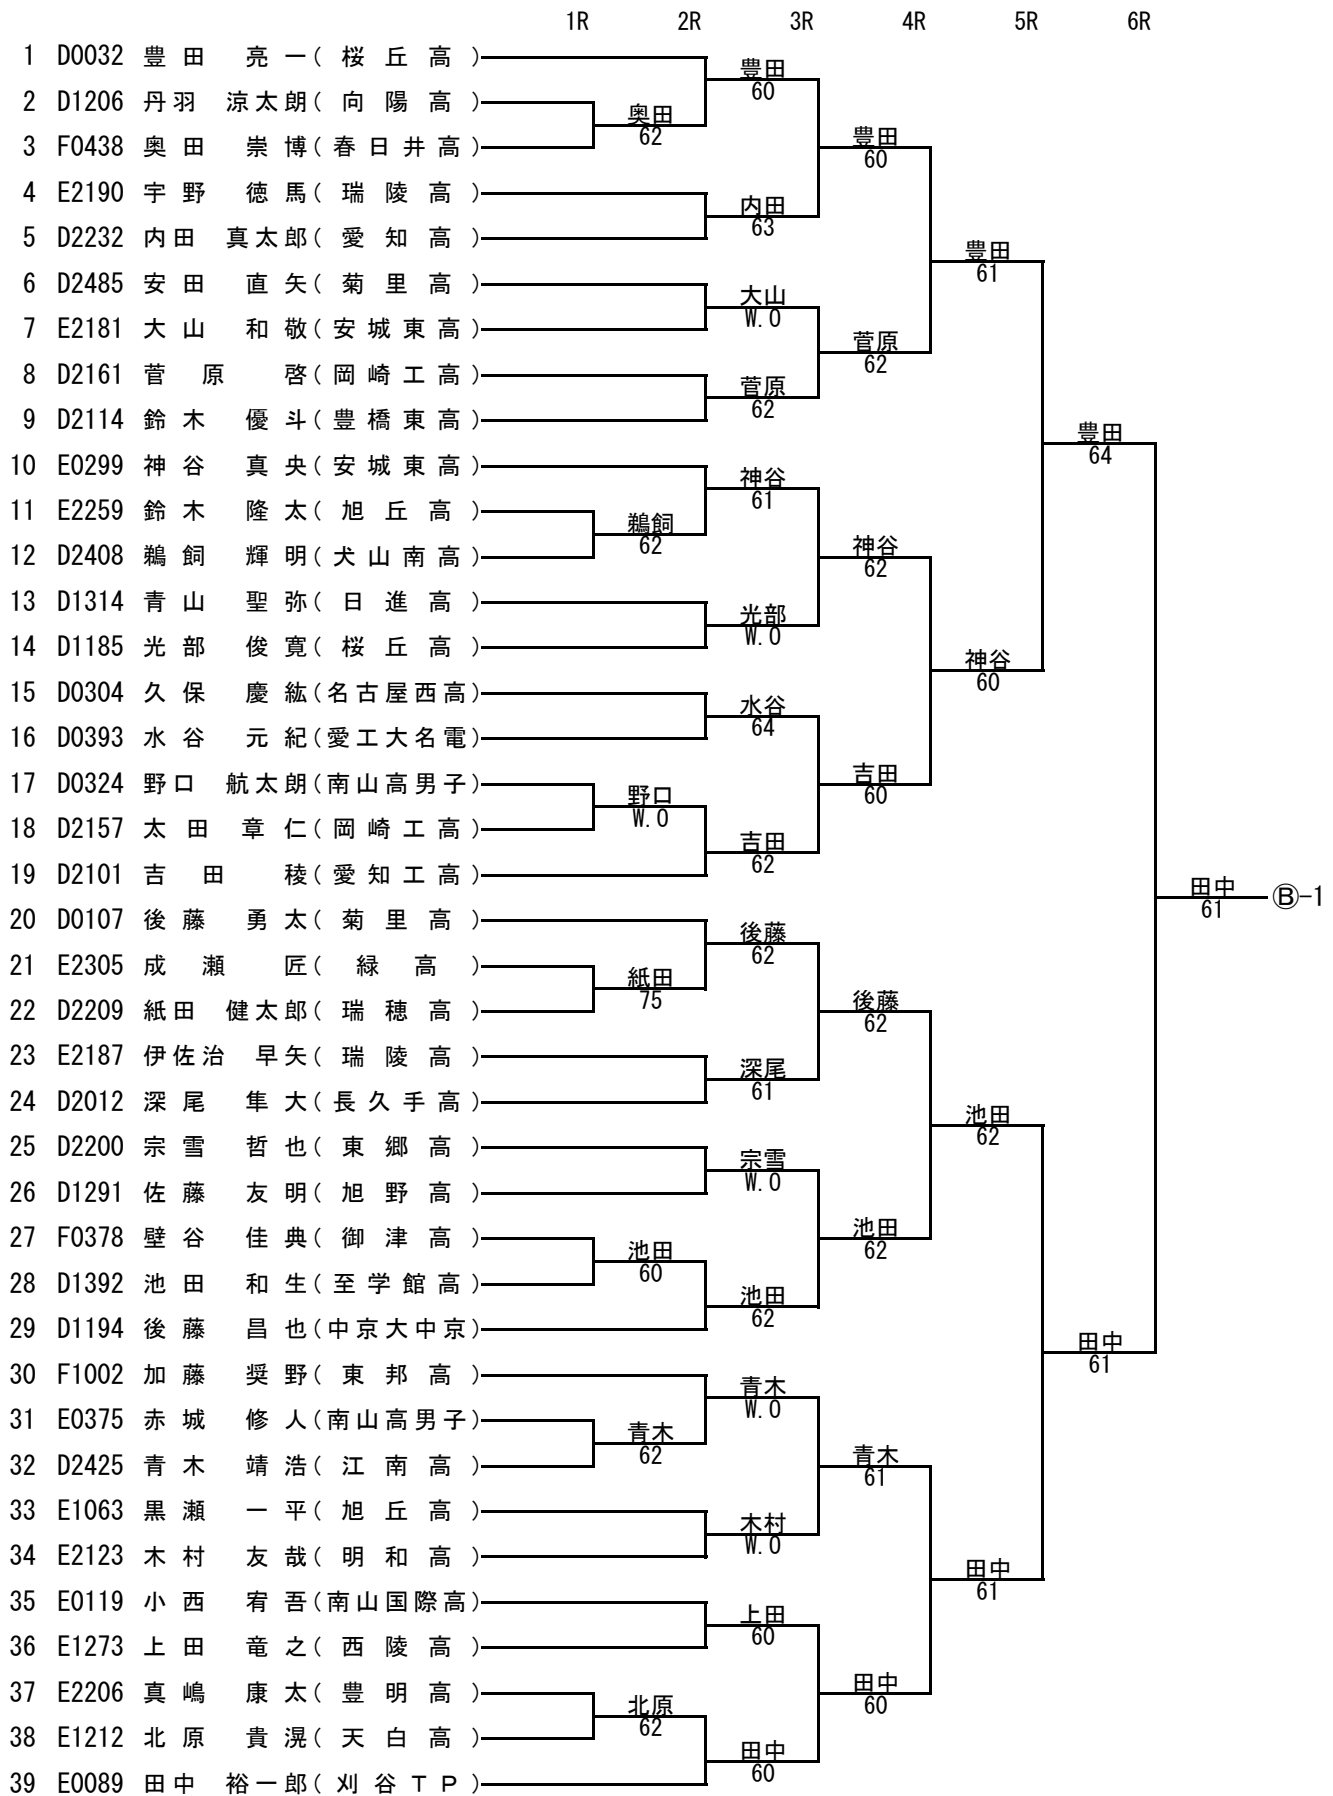 1R 2R 3R 4R 5R 6R
1 D0032 豊田 亮一(桜丘高)
2 D1206 丹羽 涼太朗(向陽高)
3 F0438 奥田 崇博(春日井高)
4 E2190 宇野 徳馬(瑞陵高)
5 D2232 内田 真太郎(愛知高)
6 D2485 安田 直矢(菊里高)
7 E2181 大山 和敬(安城東高)
8 D2161 菅原 啓(岡崎工高)
9 D2114 鈴木 優斗(豊橋東高)
10 E0299 神谷 真央(安城東高)
11 E2259 鈴木 隆太(旭丘高)
12 D2408 鵜飼 輝明(犬山南高)
13 D1314 青山 聖弥(日進高)
14 D1185 光部 俊寛(桜丘高)
15 D0304 久保 慶紘(名古屋西高)
16 D0393 水谷 元紀(愛工大名電)
17 D0324 野口 航太朗(南山高男子)
18 D2157 太田 章仁(岡崎工高)
19 D2101 吉田 稜(愛知工高)
20 D0107 後藤 勇太(菊里高)
21 E2305 成瀬 匠(緑高)
22 D2209 紙田 健太郎(瑞穂高)
23 E2187 伊佐治 早矢(瑞陵高)
24 D2012 深尾 隼大(長久手高)
25 D2200 宗雪 哲也(東郷高)
26 D1291 佐藤 友明(旭野高)
27 F0378 壁谷 佳典(御津高)
28 D1392 池田 和生(至学館高)
29 D1194 後藤 昌也(中京大中京)
30 F1002 加藤 奨野(東邦高)
31 E0375 赤城 修人(南山高男子)
32 D2425 青木 靖浩(江南高)
33 E1063 黒瀬 一平(旭丘高)
34 E2123 木村 友哉(明和高)
35 E0119 小西 宥吾(南山国際高)
36 E1273 上田 竜之(西陵高)
37 E2206 真嶋 康太(豊明高)
38 E1212 北原 貴滉(天白高)
39 E0089 田中 裕一郎(刈谷ＴＰ)
奥田
62
鵜飼
62
野口
W.O
紙田
75
池田
60
青木
62
北原
62
豊田
60
内田
63
大山
W.O
菅原
62
神谷
61
光部
W.O
水谷
64
吉田
62
後藤
62
深尾
61
宗雪
W.O
池田
62
青木
W.O
木村
W.O
上田
60
田中
60
豊田
60
菅原
62
神谷
62
吉田
60
後藤
62
池田
62
青木
61
田中
60
豊田
61
神谷
60
池田
62
田中
61
豊田
64
田中
61
田中
61
Ⓑ-1